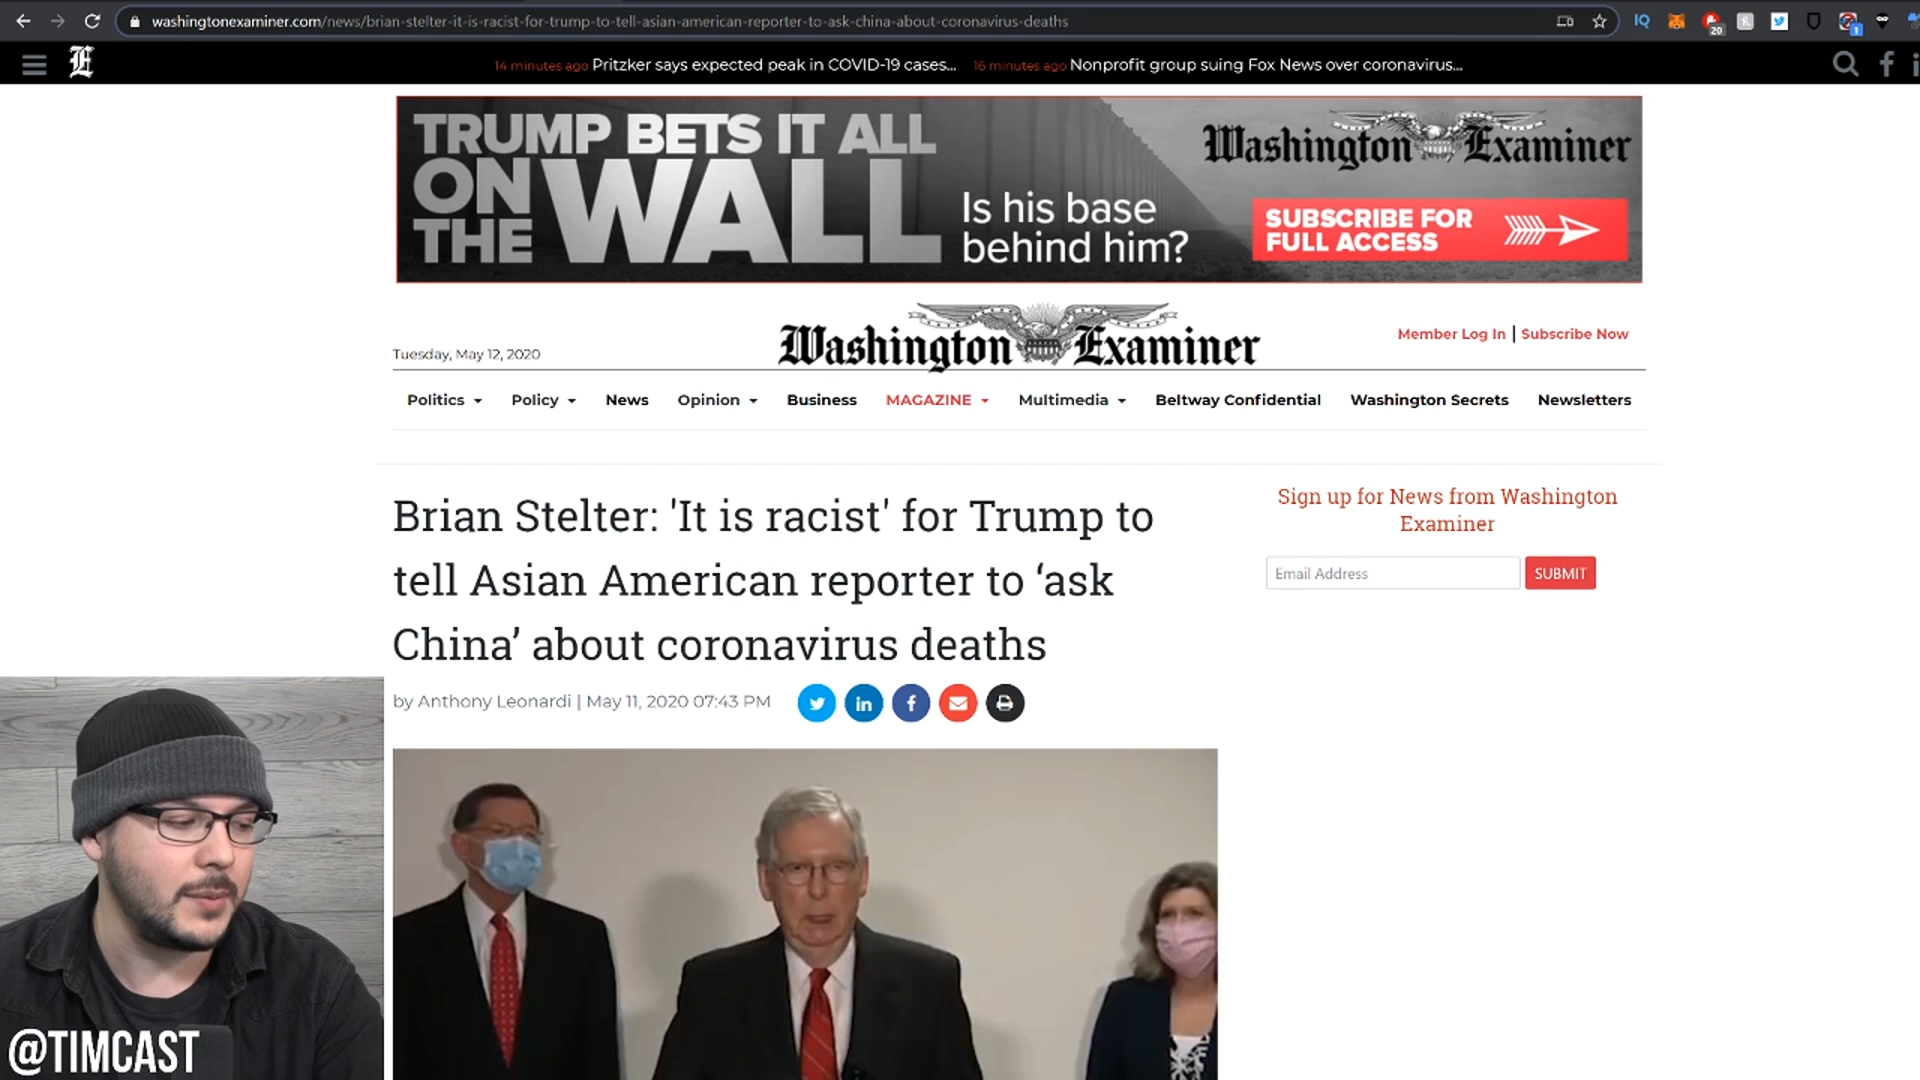 washingtonexaminer.com/news/brian-stelter-it-is-racist-for-trump-to-tell-asian-american-reporter-to-ask-china-about-coronavirus-deaths
IQ
20
1
E
14 minutes ago Pritzker says expected peak in COVID-19 cases... 16 minutes ago Nonprofit group suing Fox News over coronavirus...
TRUMP BETS IT ALL
ON THE WALL
Is his base
behind him?
Washington Examiner
SUBSCRIBE FOR
FULL ACCESS
Tuesday, May 12, 2020
Washington Examiner
Member Log In | Subscribe Now
Politics Policy News Opinion Business MAGAZINE Multimedia Beltway Confidential Washington Secrets Newsletters
Brian Stelter: 'It is racist' for Trump to
tell Asian American reporter to ‘ask
China’ about coronavirus deaths
by Anthony Leonardi | May 11, 2020 07:43 PM
Sign up for News from Washington
Examiner
Email Address
SUBMIT
@TIMCAST